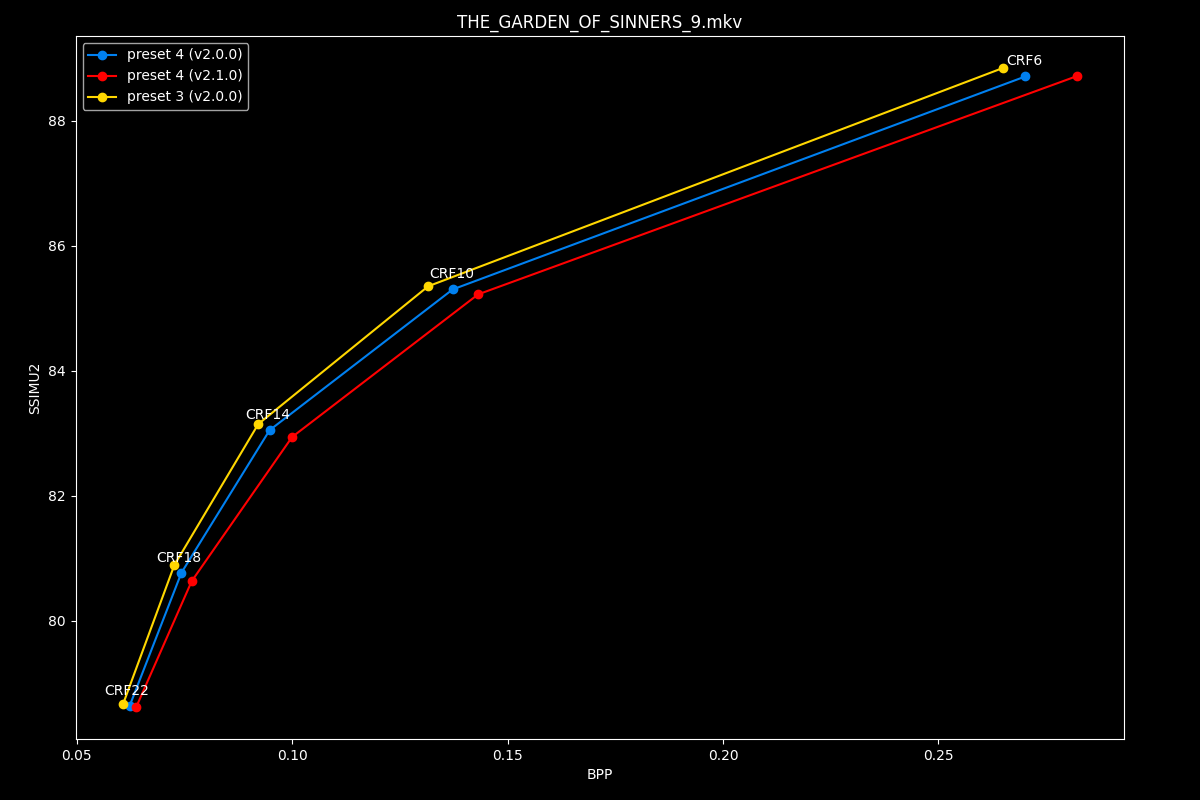 THE_GARDEN_OF_SINNERS_9.mkv
preset 4 (v2.0.0)
preset 4 (v2.1.0)
preset 3 (v2.0.0)
CRF6
88
86
CRF10
84
SSIMU2
CRF14
82
CRF18
80
CRF22
0.05 0.10 0.15 0.20 0.25
BPP